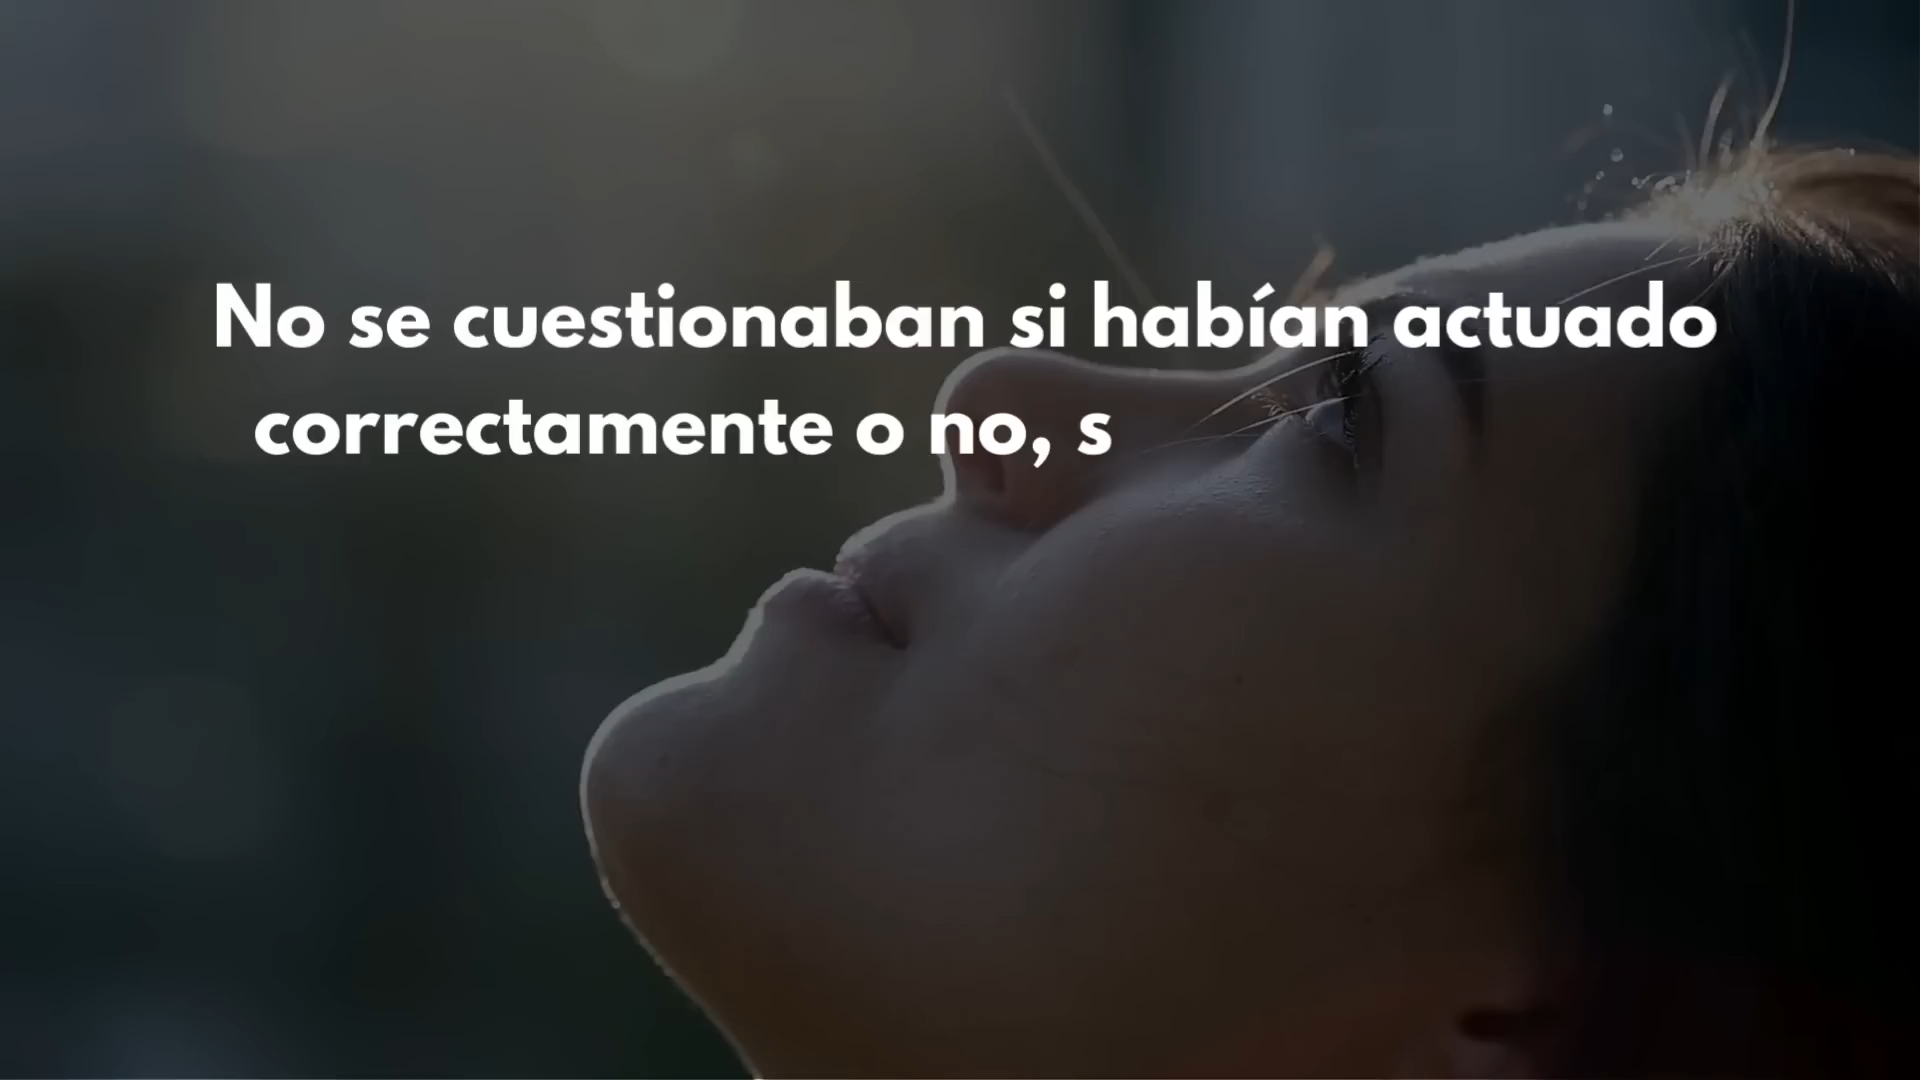 No se cuestionaban si habían actuado
correctamente o no, s